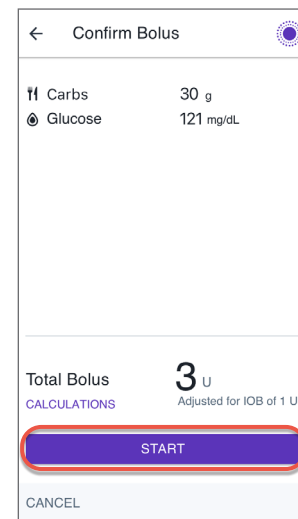 Confirm Bolus
Carbs 30 g
Glucose 121 mg/dL
Total Bolus 3 U
CALCULATIONS Adjusted for IOB of 1 U
START
CANCEL